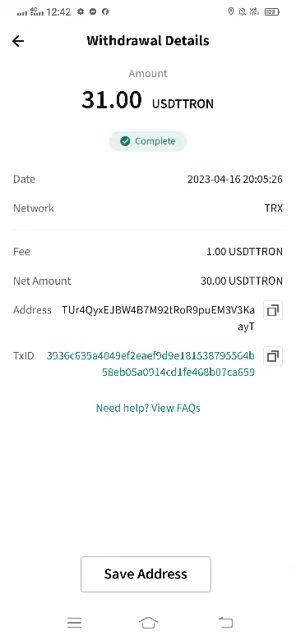 12:42
Withdrawal Details
Amount
31.00 USDTTRON
Complete
Date 2023-04-16 20:05:26
Network TRX
Fee 1.00 USDTTRON
Net Amount 30.00 USDTTRON
Address TUr4QyxEJBW4B7M92tRoR9puEM3V3Ka
ayT
TxID 3936c635a4049ef2eaef9d9e181538795564b
58eb05a0914cd1fe468b07ca659
Need help? View FAQs
Save Address